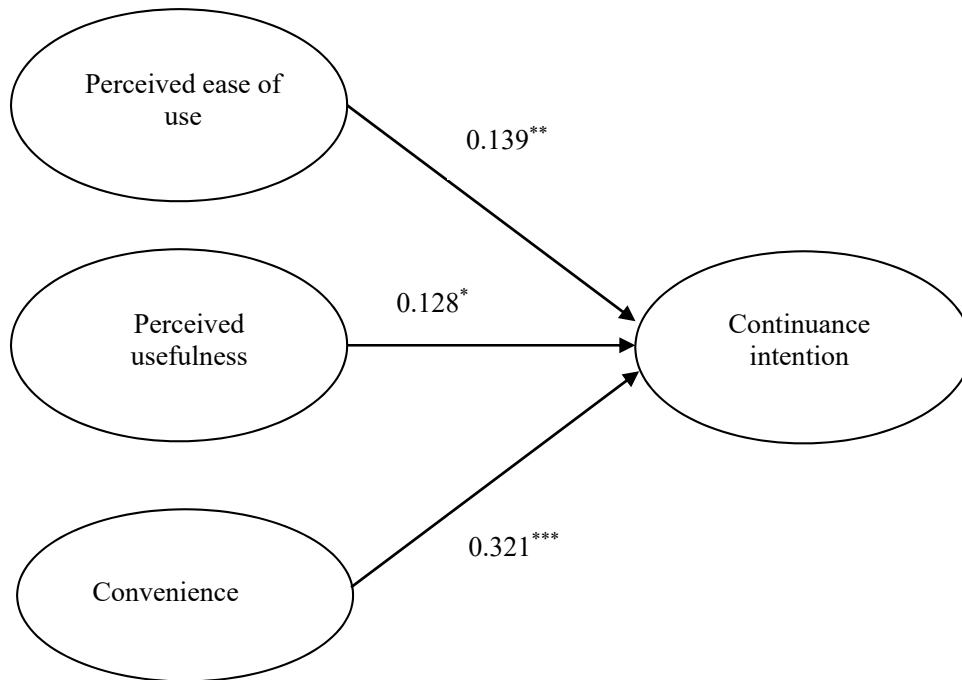 Perceived ease of
use
0.139**
Perceived
usefulness
0.128*
Continuance
intention
Convenience
0.321***